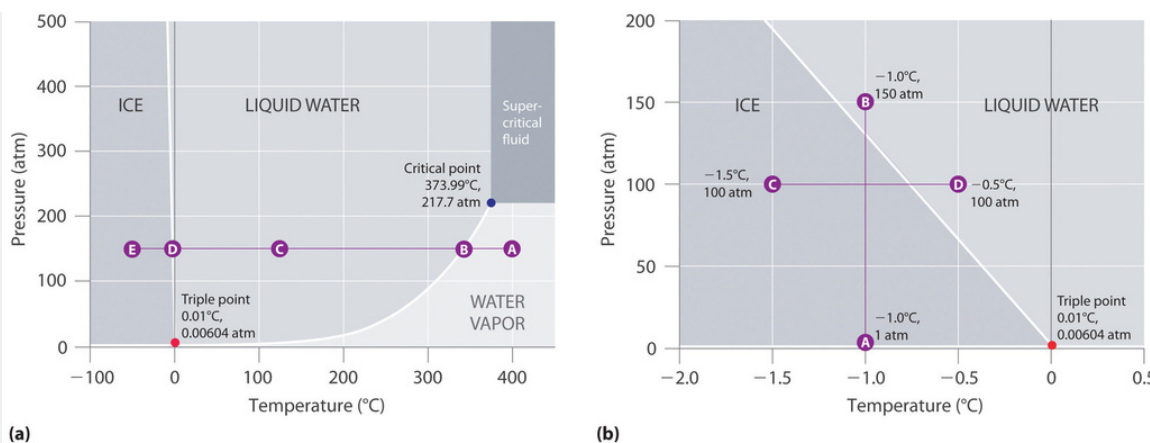 500
400
300
200
100
0
Pressure (atm)
ICE
LIQUID WATER
Super-
critical
fluid
Critical point
373.99°C,
217.7 atm
E
D
C
B
A
Triple point
0.01°C,
0.00604 atm
WATER
VAPOR
−100
0
100
200
300
400
Temperature (°C)
(a)
200
150
100
50
0
Pressure (atm)
−1.0°C,
150 atm
B
ICE
LIQUID WATER
−1.5°C,
100 atm
C
D
−0.5°C,
100 atm
−1.0°C,
1 atm
A
Triple point
0.01°C,
0.00604 atm
−2.0
−1.5
−1.0
−0.5
0
0.5
Temperature (°C)
(b)